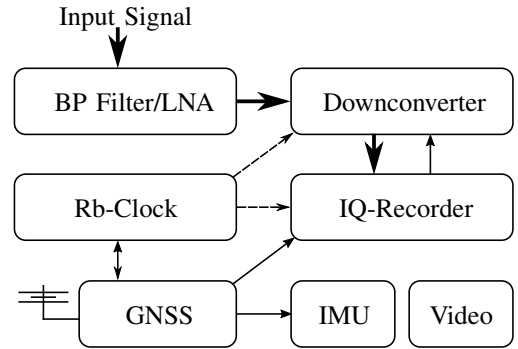 Input Signal
BP Filter/LNA
Downconverter
Rb-Clock
IQ-Recorder
GNSS
IMU
Video